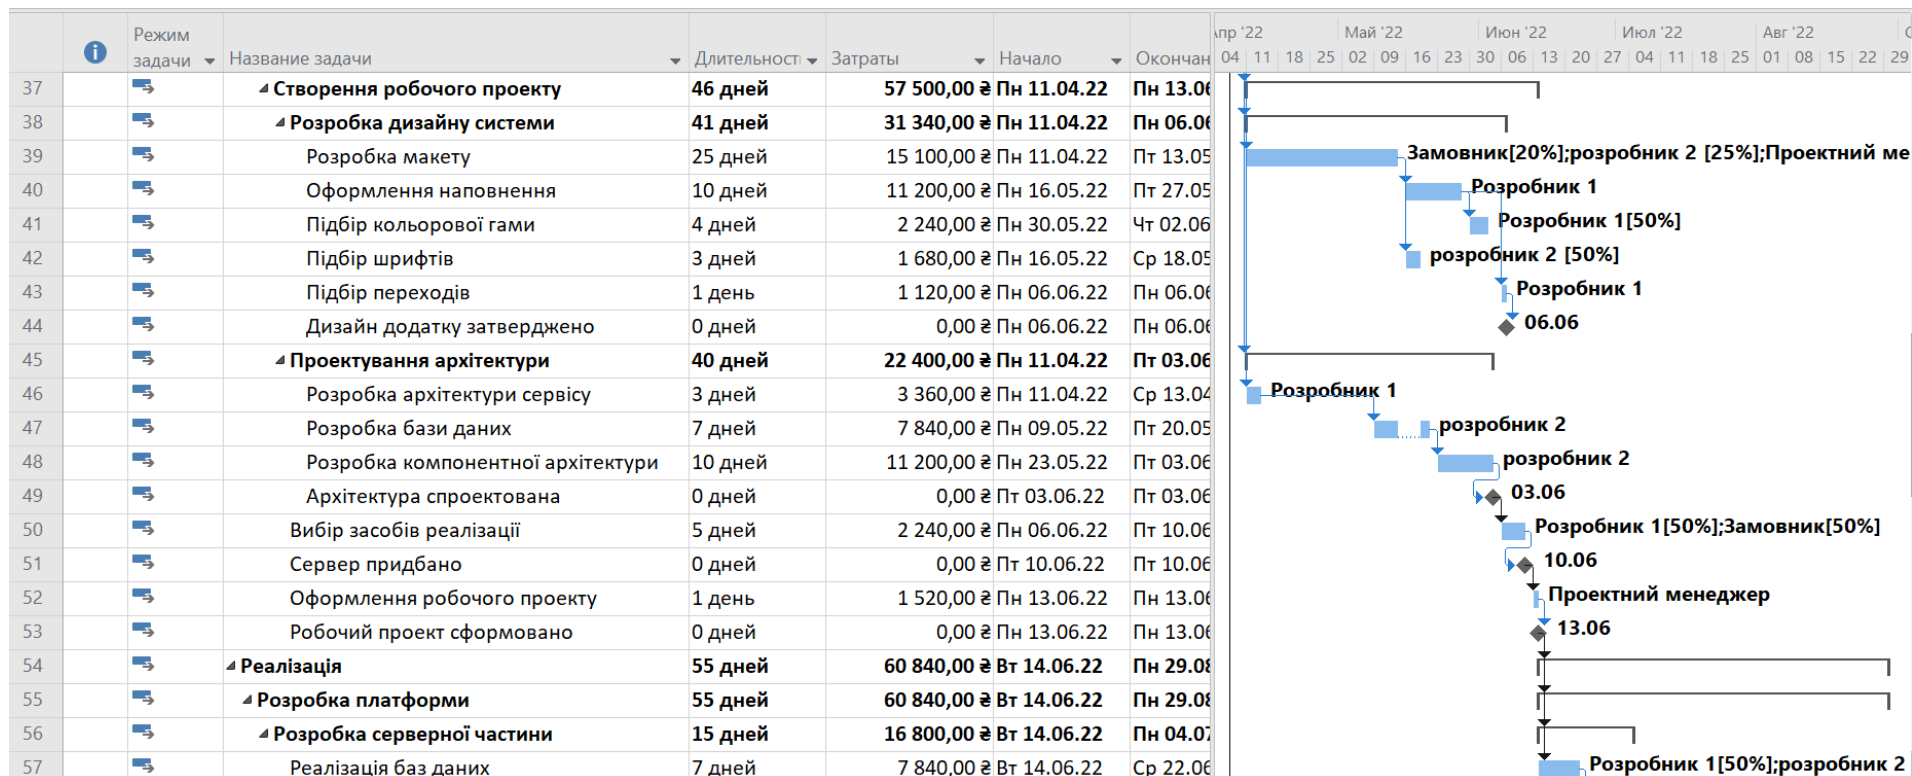 Режим задачи Название задачи Длительност Затраты Начало Окончан
апр '22 Май '22 Июн '22 Июл '22 Авг '22 С
04 11 18 25 02 09 16 23 30 06 13 20 27 04 11 18 25 01 08 15 22 29
37 Створення робочого проекту 46 дней 57 500,00 ₴ Пн 11.04.22 Пн 13.06
38 Розробка дизайну системи 41 дней 31 340,00 ₴ Пн 11.04.22 Пн 06.06
39 Розробка макету 25 дней 15 100,00 ₴ Пн 11.04.22 Пт 13.05 Замовник[20%];розробник 2 [25%];Проектний ме
40 Оформлення наповнення 10 дней 11 200,00 ₴ Пн 16.05.22 Пт 27.05 Розробник 1
41 Підбір кольорової гами 4 дней 2 240,00 ₴ Пн 30.05.22 Чт 02.06 Розробник 1[50%]
42 Підбір шрифтів 3 дней 1 680,00 ₴ Пн 16.05.22 Ср 18.05 розробник 2 [50%]
43 Підбір переходів 1 день 1 120,00 ₴ Пн 06.06.22 Пн 06.06 Розробник 1
44 Дизайн додатку затверджено 0 дней 0,00 ₴ Пн 06.06.22 Пн 06.06 06.06
45 Проектування архітектури 40 дней 22 400,00 ₴ Пн 11.04.22 Пт 03.06
46 Розробка архітектури сервісу 3 дней 3 360,00 ₴ Пн 11.04.22 Ср 13.04 Розробник 1
47 Розробка бази даних 7 дней 7 840,00 ₴ Пн 09.05.22 Пт 20.05 розробник 2
48 Розробка компонентної архітектури 10 дней 11 200,00 ₴ Пн 23.05.22 Пт 03.06 розробник 2
49 Архітектура спроектована 0 дней 0,00 ₴ Пт 03.06.22 Пт 03.06 03.06
50 Вибір засобів реалізації 5 дней 2 240,00 ₴ Пн 06.06.22 Пт 10.06 Розробник 1[50%];Замовник[50%]
51 Сервер придбано 0 дней 0,00 ₴ Пт 10.06.22 Пт 10.06 10.06
52 Оформлення робочого проекту 1 день 1 520,00 ₴ Пн 13.06.22 Пн 13.06 Проектний менеджер
53 Робочий проект сформовано 0 дней 0,00 ₴ Пн 13.06.22 Пн 13.06 13.06
54 Реалізація 55 дней 60 840,00 ₴ Вт 14.06.22 Пн 29.08
55 Розробка платформи 55 дней 60 840,00 ₴ Вт 14.06.22 Пн 29.08
56 Розробка серверної частини 15 дней 16 800,00 ₴ Вт 14.06.22 Пн 04.07
57 Реалізація баз даних 7 дней 7 840,00 ₴ Вт 14.06.22 Ср 22.06 Розробник 1[50%];розробник 2